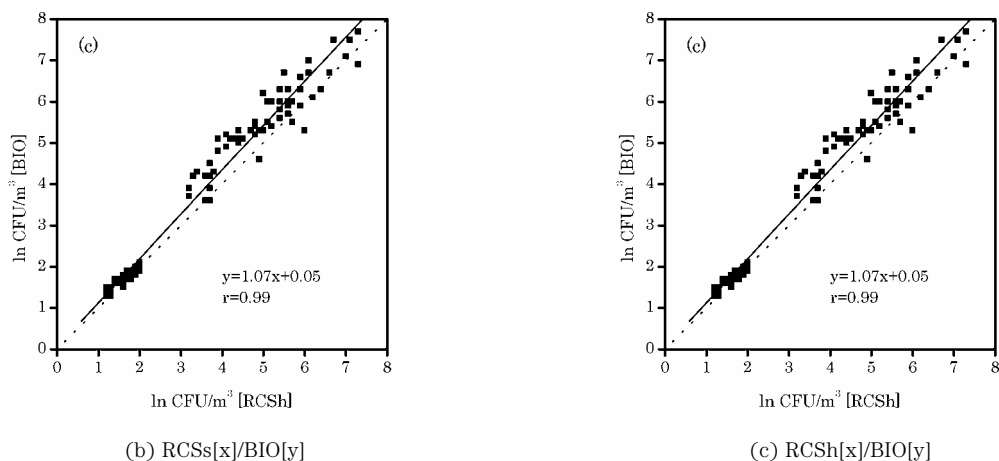 (c)
8
7
6
5
4
3
2
1
0
ln CFU/m³ [BIO]
y=1.07x+0.05
r=0.99
0 1 2 3 4 5 6 7 8
ln CFU/m³ [RCSh]
(b) RCSs[x]/BIO[y]
(c)
8
7
6
5
4
3
2
1
0
ln CFU/m³ [BIO]
y=1.07x+0.05
r=0.99
0 1 2 3 4 5 6 7 8
ln CFU/m³ [RCSh]
(c) RCSh[x]/BIO[y]